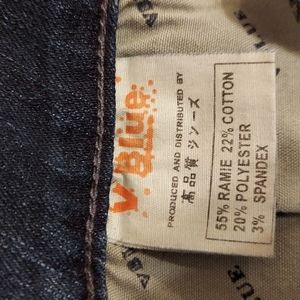 V Blue
PRODUCED AND DISTRIBUTED BY
高品質 ジーンズ
55% RAMIE 22% COTTON
20% POLYESTER
3% SPANDEX